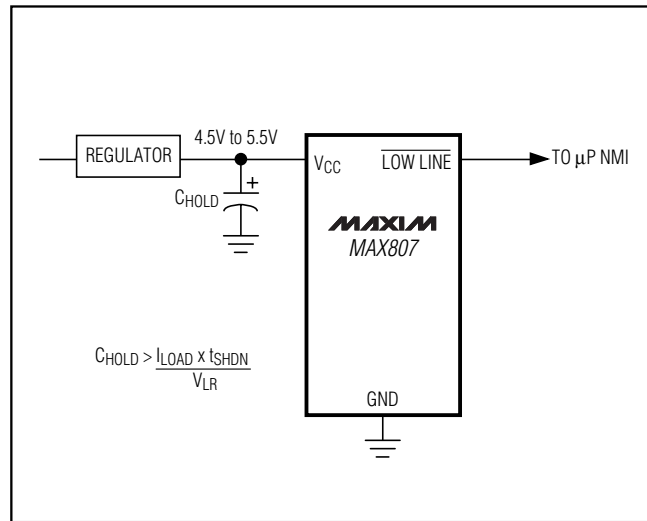 4.5V to 5.5V
REGULATOR
VCC
LOW LINE
TO μP NMI
CHOLD
+
MAXIM
MAX807
CHOLD > ILOAD x tSHDN
VLR
GND